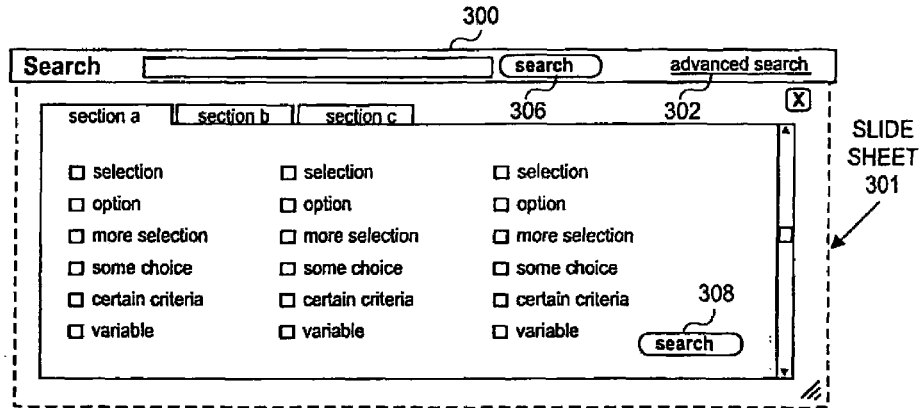 300
Search search advanced search
306 302 X
section a section b section c
SLIDE
SHEET
301
selection selection selection
option option option
more selection more selection more selection
some choice some choice some choice
certain criteria certain criteria certain criteria
308
variable variable variable
search